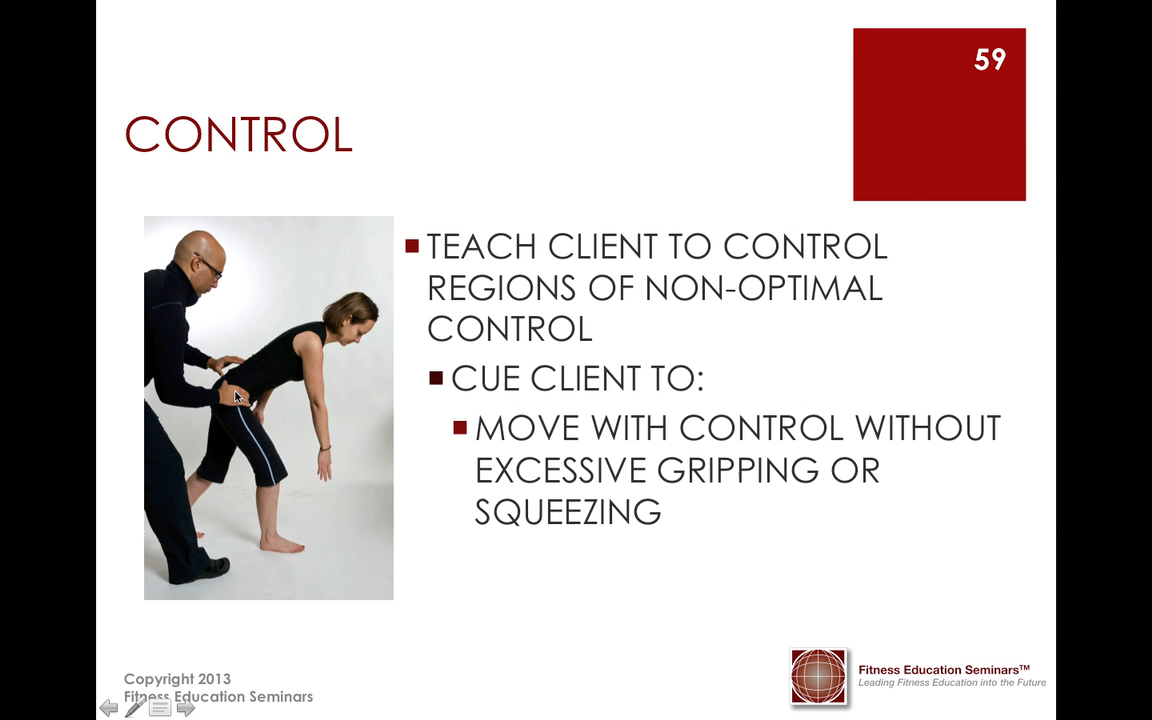 59
CONTROL
TEACH CLIENT TO CONTROL
REGIONS OF NON-OPTIMAL
CONTROL
CUE CLIENT TO:
MOVE WITH CONTROL WITHOUT
EXCESSIVE GRIPPING OR
SQUEEZING
Copyright 2013
Fitness Education Seminars
Fitness Education Seminars™
Leading Fitness Education into the Future